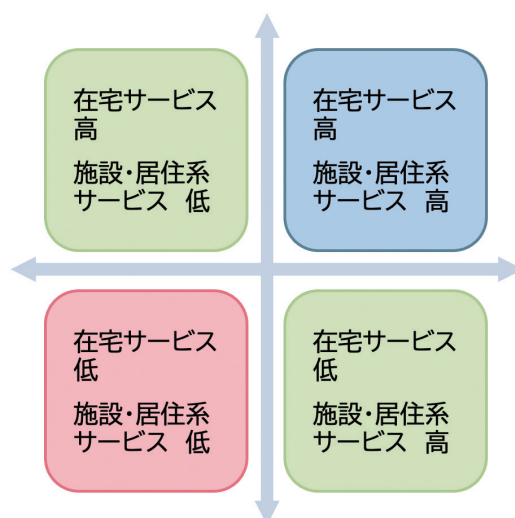 在宅サービス
高
施設・居住系
サービス 低
在宅サービス
高
施設・居住系
サービス 高
在宅サービス
低
施設・居住系
サービス 低
在宅サービス
低
施設・居住系
サービス 高